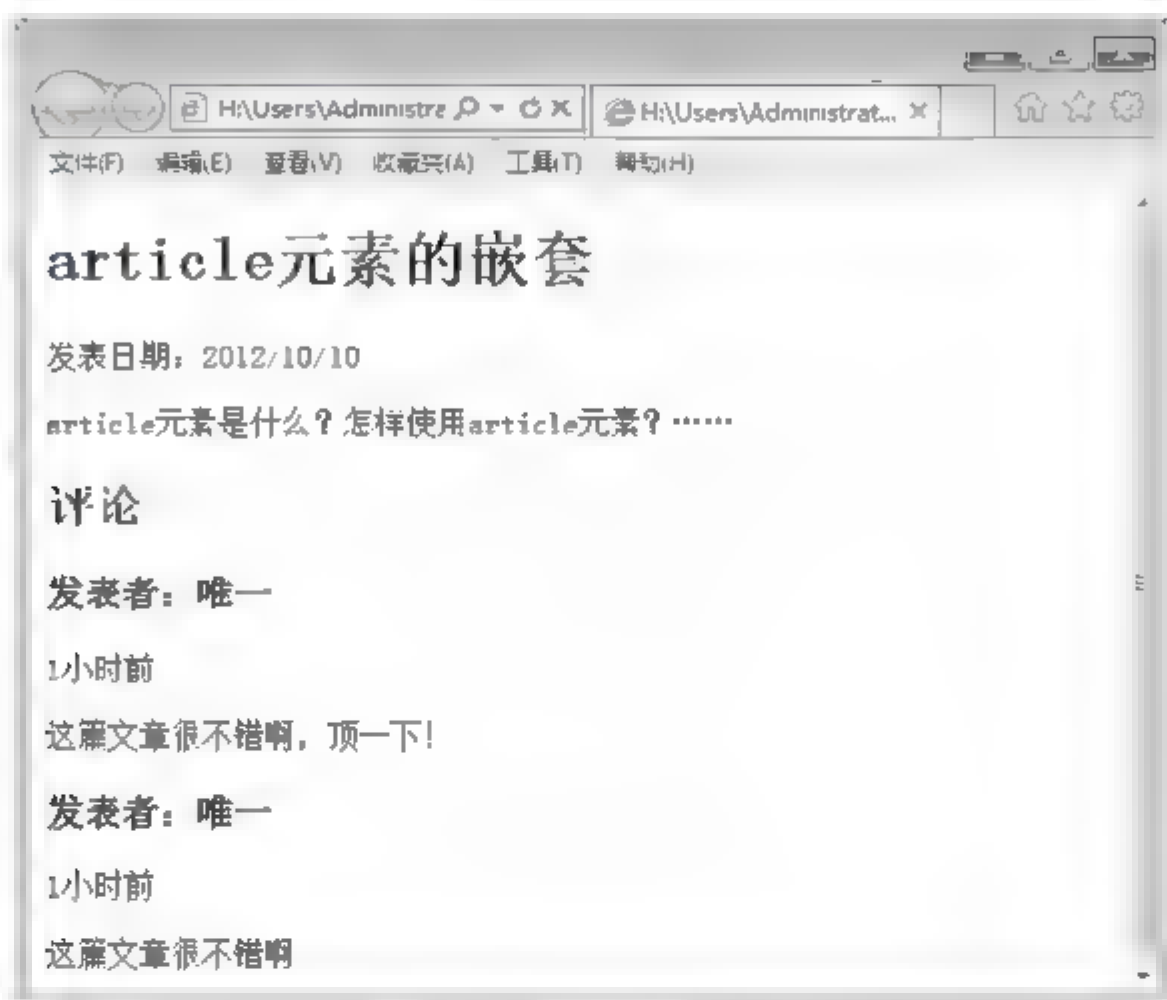 H:\Users\Administra
H:\Users\Administrat...
文件(F) 编辑(E) 查看(V) 收藏夹(A) 工具(T) 帮助(H)
article元素的嵌套
发表日期：2012/10/10
article元素是什么？怎样使用article元素？……
评论
发表者：唯一
1小时前
这篇文章很不错啊，顶一下！
发表者：唯一
1小时前
这篇文章很不错啊